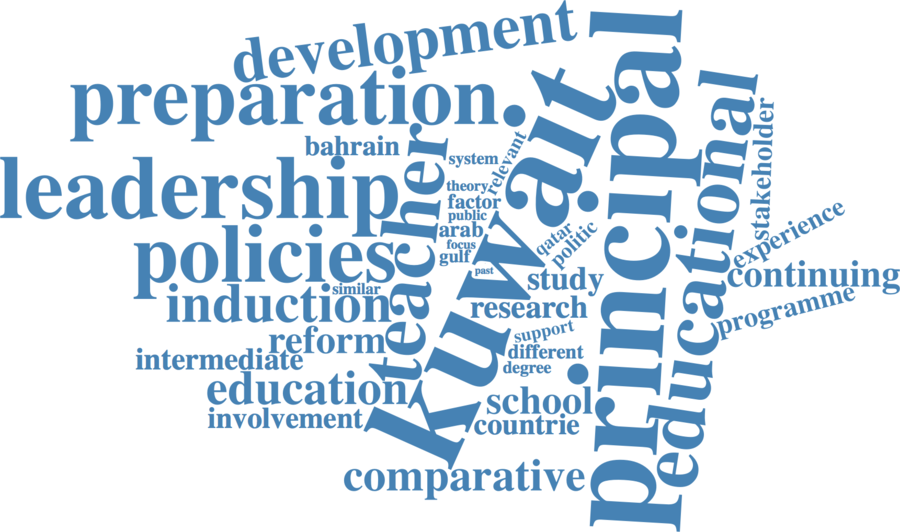 development
preparation
principal
kuwait
educational
stakeholder
bahrain
teacher
system
relevant
leadership
theory
factor
public
arab
focus
gulf
past
qatar
politic
experience
policies
similar
study
continuing
induction
research
programme
reform
support
intermediate
different
degree
education
school
involvement
countrie
comparative